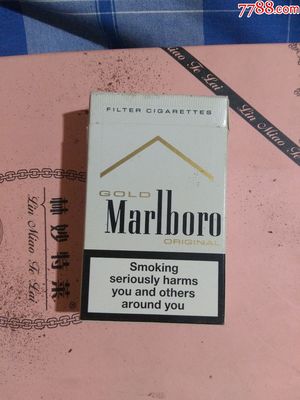 7788.com
Lin Miao Te Lai
FILTER CIGARETTES
GOLD
Marlboro
ORIGINAL
Smoking
seriously harms
you and others
around you
林妙特莱
®
Lin Miao Te Lai